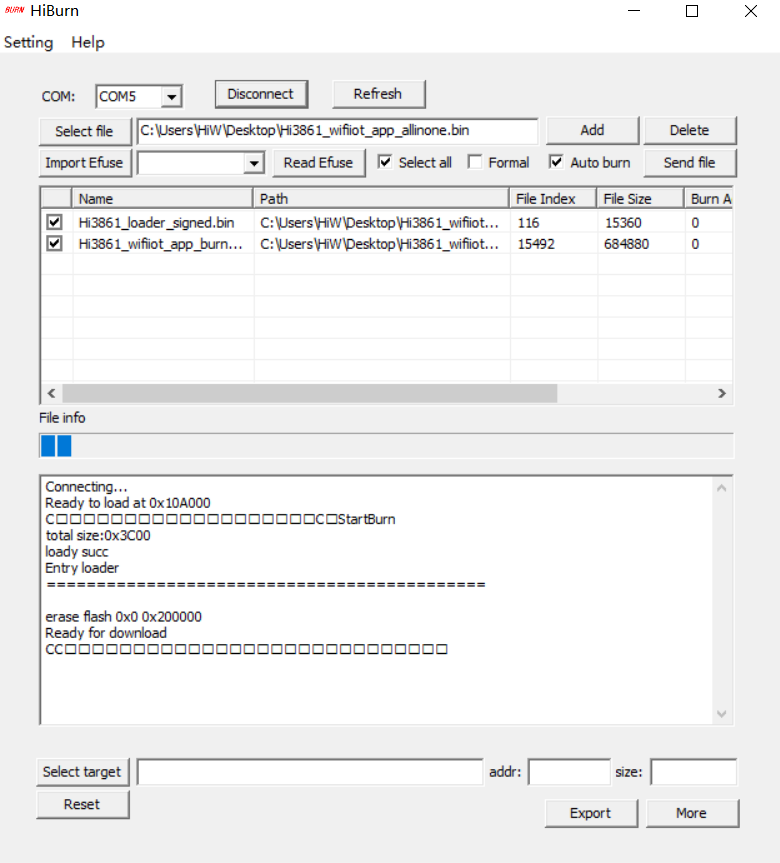 BURN HiBurn
Setting Help
COM: COM5 Disconnect Refresh
Select file C:\Users\HiW\Desktop\Hi3861_wifiiot_app_allinone.bin Add Delete
Import Efuse Read Efuse Select all Formal Auto burn Send file
Name Path File Index File Size Burn A
Hi3861_loader_signed.bin C:\Users\HiW\Desktop\Hi3861_wifiiot... 116 15360 0
Hi3861_wifiiot_app_burn... C:\Users\HiW\Desktop\Hi3861_wifiiot... 15492 684880 0
File info
Connecting...
Ready to load at 0x10A000
C□□□□□□□□□□□□□□□□□□□C□StartBurn
total size:0x3C00
loady succ
Entry loader
============================================
erase flash 0x0 0x200000
Ready for download
CC□□□□□□□□□□□□□□□□□□□□□□□□□□□□
Select target addr: size:
Reset
Export More